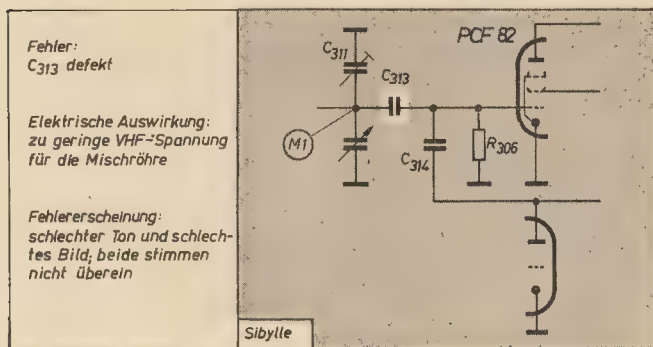 Fehler:
C313 defekt
Elektrische Auswirkung:
zu geringe VHF-Spannung
für die Mischröhre
Fehlererscheinung:
schlechter Ton und schlech-
tes Bild; beide stimmen
nicht überein
C311
C313
PCF 82
M1
C314
R306
Sibylle